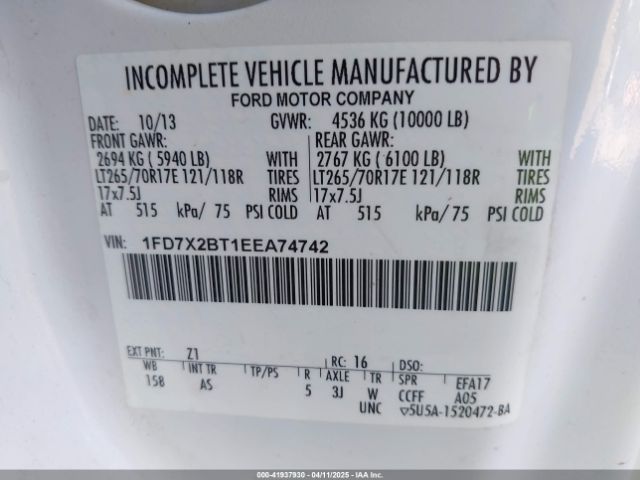 INCOMPLETE VEHICLE MANUFACTURED BY
FORD MOTOR COMPANY
DATE: 10/13 GVWR: 4536 KG (10000 LB)
FRONT GAWR: REAR GAWR:
2694 KG ( 5940 LB) WITH 2767 KG ( 6100 LB) WITH
LT265/70R17E 121/118R TIRES LT265/70R17E 121/118R TIRES
17x7.5J RIMS 17x7.5J RIMS
AT 515 kPa/ 75 PSI COLD AT 515 kPa/ 75 PSI COLD
VIN: 1FD7X2BT1EEA74742
EXT PNT: Z1 RC: 16 DSO:
WB INT TR TP/PS R AXLE TR SPR EFA17
158 AS 5 3J W CCFF A05
UNC ▽5U5A-1520472-BA
000-41937930 - 04/11/2025 - IAAI.COM